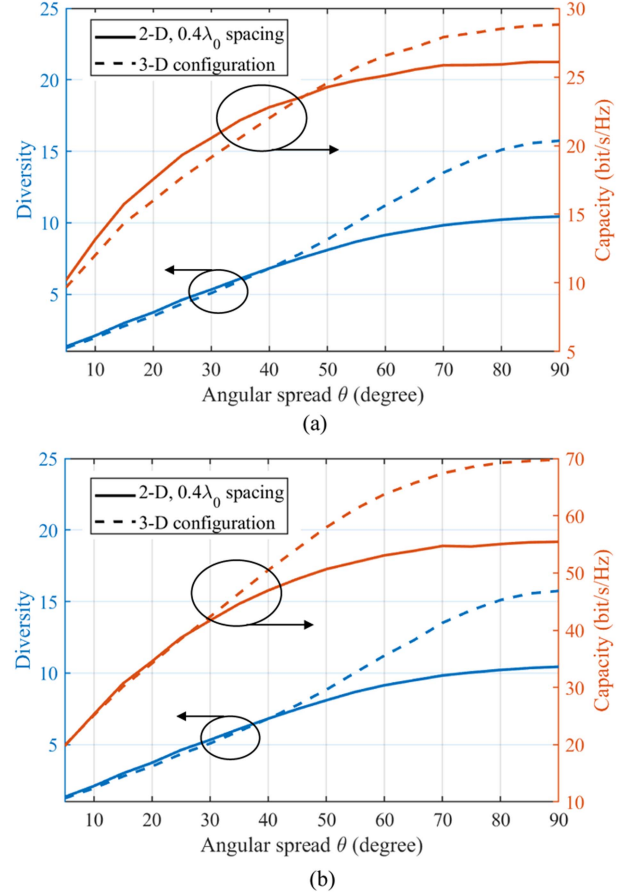 25
20
15
10
5
Diversity
2-D, 0.4λ₀ spacing
3-D configuration
30
25
20
15
10
5
Capacity (bit/s/Hz)
10 20 30 40 50 60 70 80 90
Angular spread θ (degree)
(a)
25
20
15
10
5
Diversity
2-D, 0.4λ₀ spacing
3-D configuration
70
60
50
40
30
20
10
Capacity (bit/s/Hz)
10 20 30 40 50 60 70 80 90
Angular spread θ (degree)
(b)